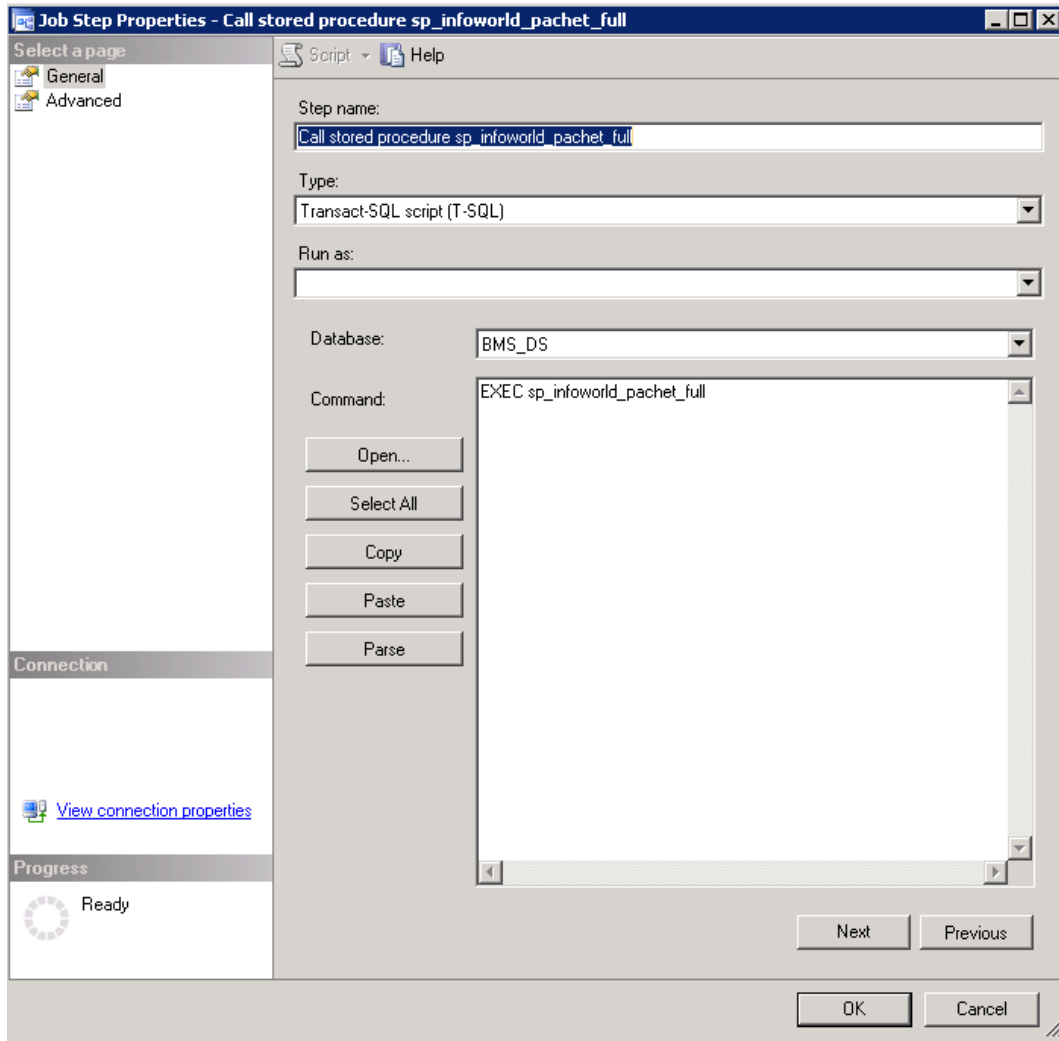 Job Step Properties - Call stored procedure sp_infoworld_pachet_full
Select a page
General
Advanced
Script
Help
Step name:
Call stored procedure sp_infoworld_pachet_full
Type:
Transact-SQL script (T-SQL)
Run as:
Database:
BMS_DS
Command:
EXEC sp_infoworld_pachet_full
Open...
Select All
Copy
Paste
Parse
Connection
View connection properties
Progress
Ready
Next
Previous
OK
Cancel